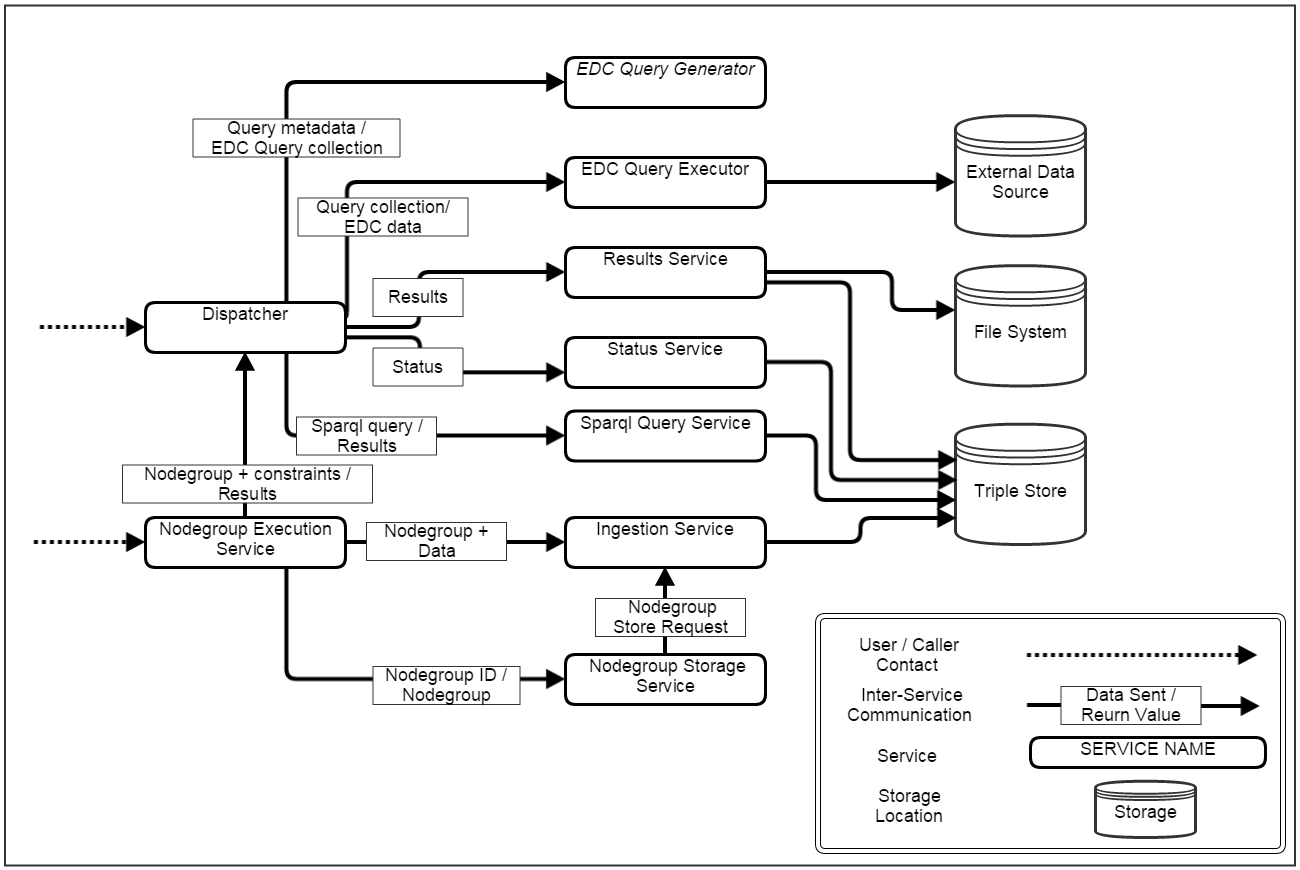 EDC Query Generator
Query metadata /
EDC Query collection
EDC Query Executor
External Data
Source
Query collection/
EDC data
Results Service
Results
Dispatcher
File System
Status Service
Status
Sparql query /
Results
Sparql Query Service
Nodegroup + constraints /
Results
Triple Store
Nodegroup Execution
Service
Nodegroup +
Data
Ingestion Service
Nodegroup
Store Request
Nodegroup ID /
Nodegroup
Nodegroup Storage
Service
User / Caller
Contact
Inter-Service
Communication
Data Sent /
Reurn Value
Service
SERVICE NAME
Storage
Location
Storage